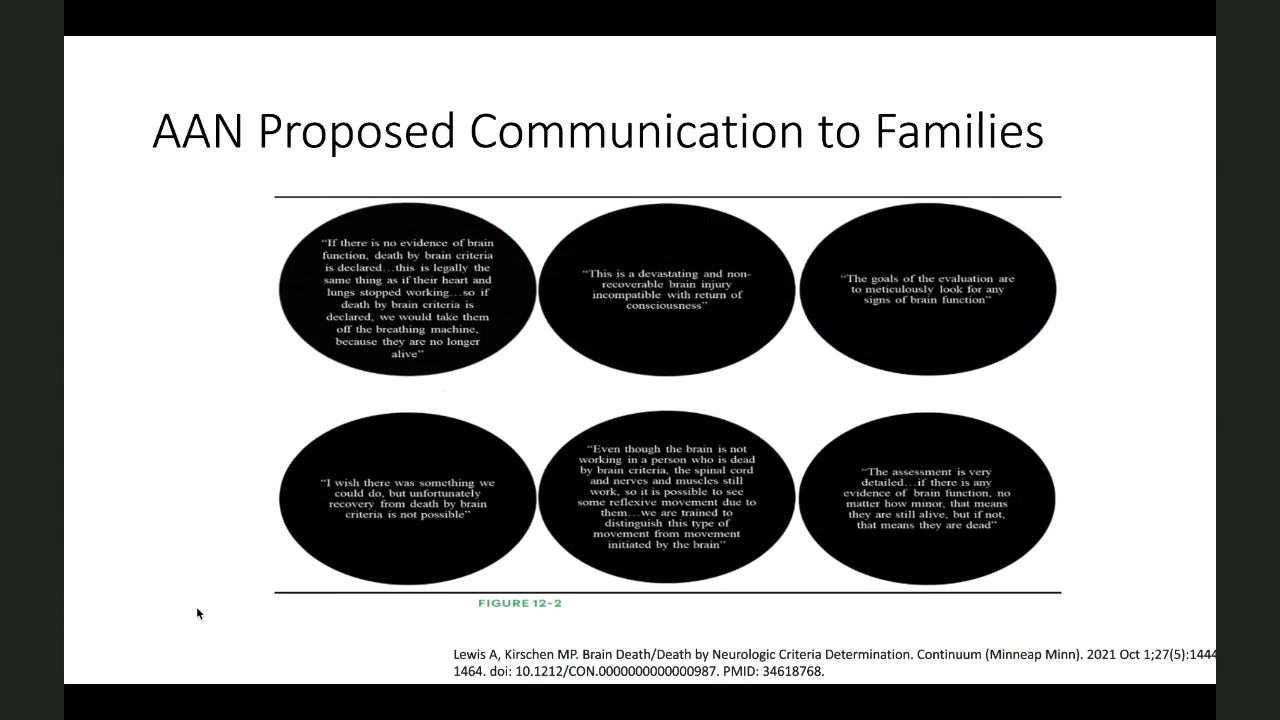 AAN Proposed Communication to Families
“If there is no evidence of brain
function, death by brain criteria
is declared…this is legally the
same thing as if their heart and
lungs stopped working…so if
death by brain criteria is
declared, we would take them
off the breathing machine,
because they are no longer
alive”
“This is a devastating and non-
recoverable brain injury
incompatible with return of
consciousness”
“The goals of the evaluation are
to meticulously look for any
signs of brain function”
“I wish there was something we
could do, but unfortunately
recovery from death by brain
criteria is not possible”
“Even though the brain is not
working in a person who is dead
by brain criteria, the spinal cord
and nerves and muscles still
work, so it is possible to see
some reflexive movement due to
them…we are trained to
distinguish this type of
movement from movement
initiated by the brain”
“The assessment is very
detailed…if there is any
evidence of brain function, no
matter how minor, that means
they are still alive, but if not,
that means they are dead”
FIGURE 12-2
Lewis A, Kirschen MP. Brain Death/Death by Neurologic Criteria Determination. Continuum (Minneap Minn). 2021 Oct 1;27(5):1444
1464. doi: 10.1212/CON.0000000000000987. PMID: 34618768.